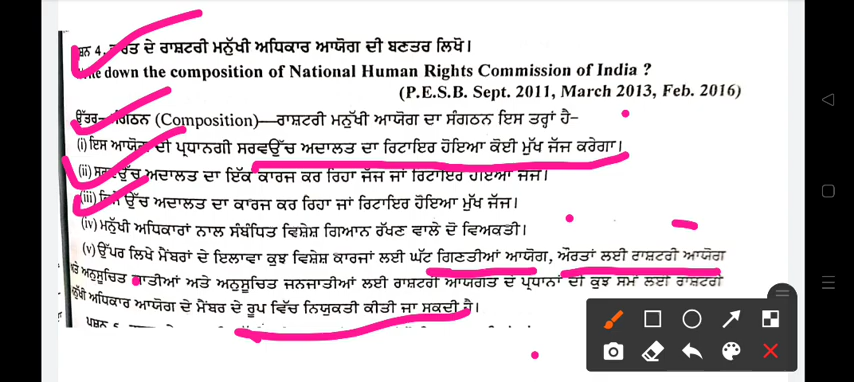 ਭਾਰਤ ਦੇ ਰਾਸ਼ਟਰੀ ਮਨੁੱਖੀ ਅਧਿਕਾਰ ਆਯੋਗ ਦੀ ਬਣਤਰ ਲਿਖੋ।
down the composition of National Human Rights Commission of India ?
(P.E.S.B. Sept. 2011, March 2013, Feb. 2016)
ਉੱਤਰ–ਸੰਗਠਨ (Composition)—ਰਾਸ਼ਟਰੀ ਮਨੁੱਖੀ ਆਯੋਗ ਦਾ ਸੰਗਠਨ ਇਸ ਤਰ੍ਹਾਂ ਹੈ–
(i) ਇਸ ਆਯੋਗ ਦੀ ਪ੍ਰਧਾਨਗੀ ਸਰਵਉੱਚ ਅਦਾਲਤ ਦਾ ਰਿਟਾਇਰ ਹੋਇਆ ਕੋਈ ਮੁੱਖ ਜੱਜ ਕਰੇਗਾ।
(ii) ਸਰਵਉੱਚ ਅਦਾਲਤ ਦਾ ਇੱਕ ਕਾਰਜ ਕਰ ਰਿਹਾ ਜੱਜ ਜਾਂ ਰਿਟਾਇਰ ਹੋਇਆ ਜੱਜ।
(iii) ਉੱਚ ਅਦਾਲਤ ਦਾ ਕਾਰਜ ਕਰ ਰਿਹਾ ਜਾਂ ਰਿਟਾਇਰ ਹੋਇਆ ਮੁੱਖ ਜੱਜ।
(iv) ਮਨੁੱਖੀ ਅਧਿਕਾਰਾਂ ਨਾਲ ਸੰਬੰਧਿਤ ਵਿਸ਼ੇਸ਼ ਗਿਆਨ ਰੱਖਣ ਵਾਲੇ ਦੋ ਵਿਅਕਤੀ।
(v) ਉੱਪਰ ਲਿਖੇ ਮੈਂਬਰਾਂ ਦੇ ਇਲਾਵਾ ਕੁਝ ਵਿਸ਼ੇਸ਼ ਕਾਰਜਾਂ ਲਈ ਘੱਟ ਗਿਣਤੀਆਂ ਆਯੋਗ, ਔਰਤਾਂ ਲਈ ਰਾਸ਼ਟਰੀ ਆਯੋਗ
ਅਨੁਸੂਚਿਤ ਜਾਤੀਆਂ ਅਤੇ ਅਨੁਸੂਚਿਤ ਜਨਜਾਤੀਆਂ ਲਈ ਰਾਸ਼ਟਰੀ ਆਯੋਗਤ ਦੇ ਪ੍ਰਧਾਨਾਂ ਦੀ ਕੁਝ ਸਮੇਂ ਲਈ ਰਾਸ਼ਟਰੀ
ਅਧਿਕਾਰ ਆਯੋਗ ਦੇ ਮੈਂਬਰ ਦੇ ਰੂਪ ਵਿੱਚ ਨਿਯੁਕਤੀ ਕੀਤੀ ਜਾ ਸਕਦੀ ਹੈ।